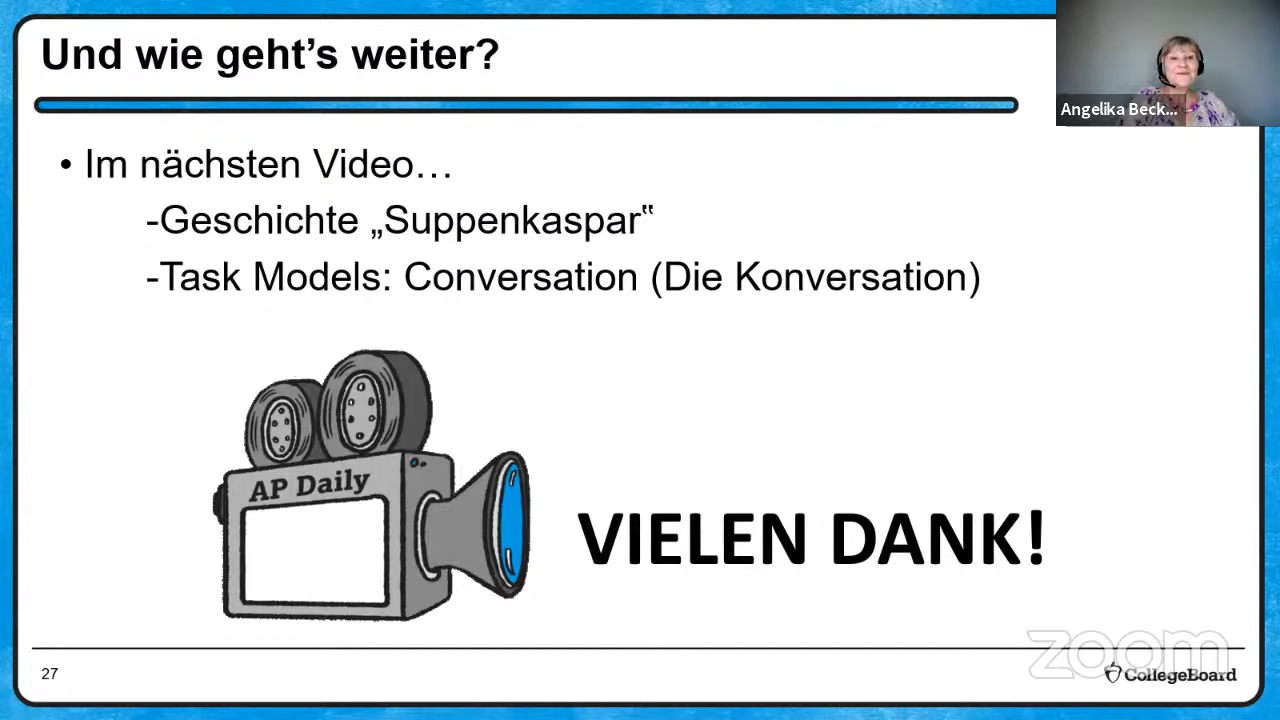 Und wie geht’s weiter?
Angelika Beck...
• Im nächsten Video…
-Geschichte „Suppenkaspar‟
-Task Models: Conversation (Die Konversation)
AP Daily
VIELEN DANK!
zoom
27
CollegeBoard